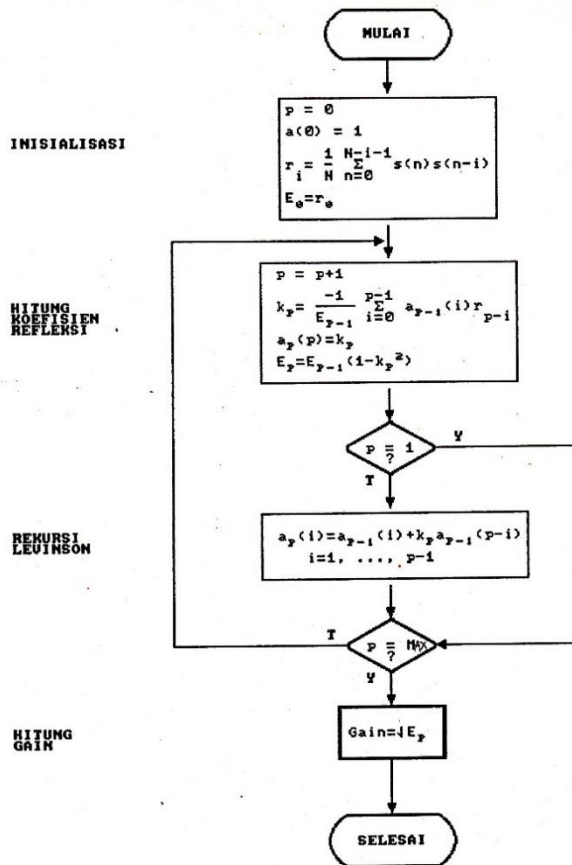 MULAI
INISIALISASI
p = 0
a(0) = 1
r_i = 1/N Σ_{n=0}^{N-i-1} s(n)s(n-i)
E_0=r_0
HITUNG
KOEFISIEN
REFLEKSI
p = p+1
k_p = -1/E_{p-1} Σ_{i=0}^{p-1} a_{p-1}(i)r_{p-i}
a_p(p)=k_p
E_p=E_{p-1}(1-k_p²)
p = 1
?
Y
T
REKURSI
LEVINSON
a_p(i)=a_{p-1}(i)+k_p a_{p-1}(p-i)
i=1, ..., p-1
T
p = MAX
?
Y
HITUNG
GAIN
Gain=√E_p
SELESAI